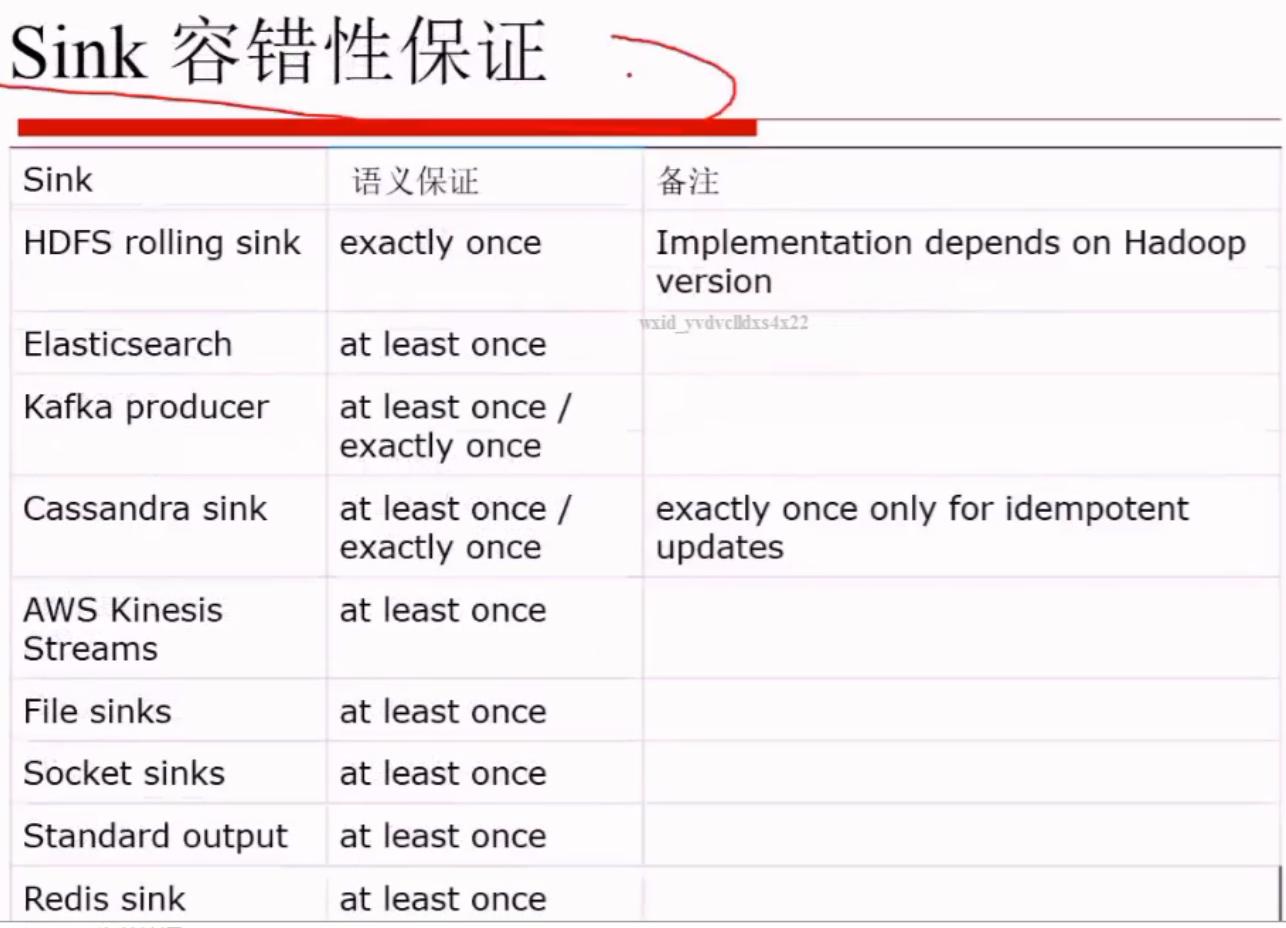 Sink 容错性保证
Sink 语义保证 备注
HDFS rolling sink exactly once Implementation depends on Hadoop
version
wxid_yvdvclldxs4x22
Elasticsearch at least once
Kafka producer at least once /
exactly once
Cassandra sink at least once / exactly once only for idempotent
exactly once updates
AWS Kinesis at least once
Streams
File sinks at least once
Socket sinks at least once
Standard output at least once
Redis sink at least once